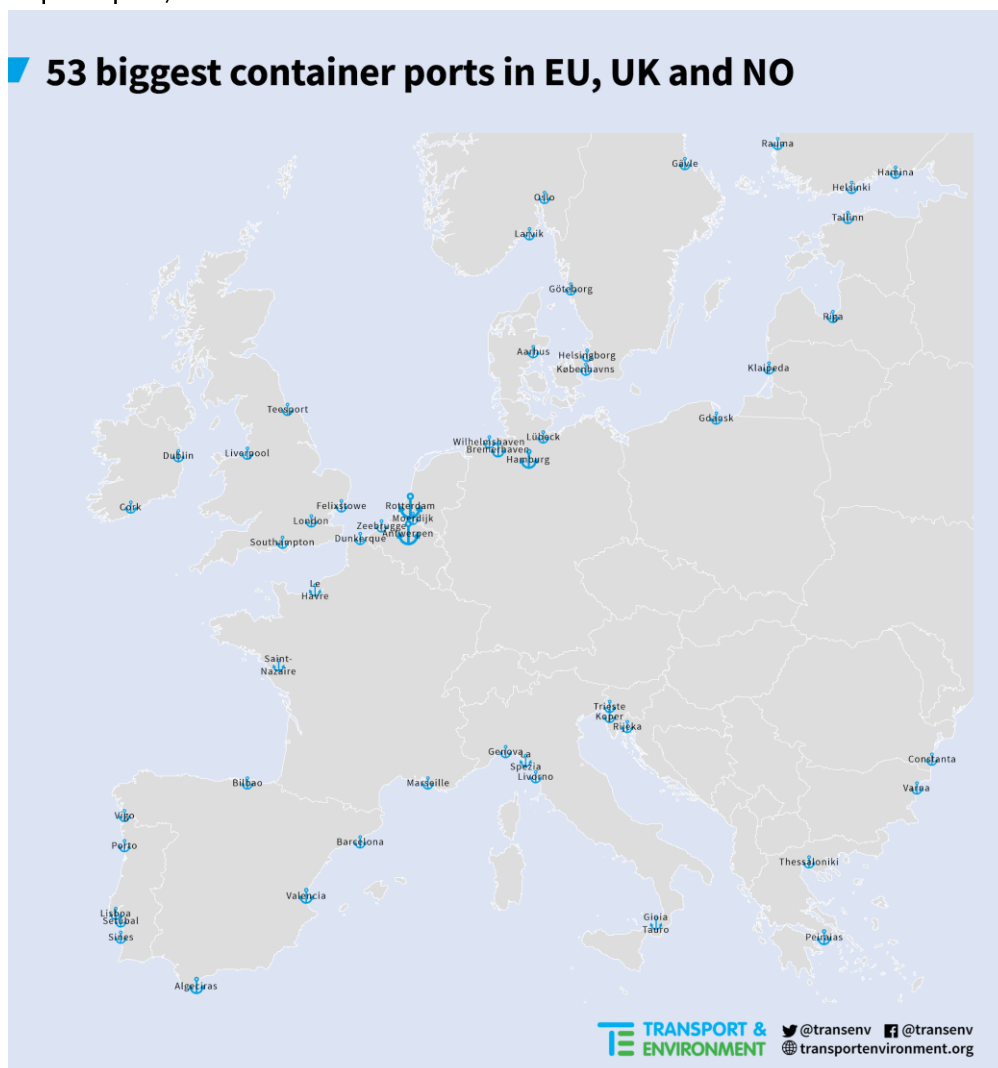 53 biggest container ports in EU, UK and NO
Rauma
Gävle
Hamina
Helsinki
Oslo
Tallinn
Larvik
Göteborg
Riga
Aarhus
Helsingborg
Københavns
Klaipeda
Teesport
Gdansk
Wilhelmshaven
Lübeck
Bremerhaven
Hamburg
Dublin
Liverpool
Cork
Felixstowe
Rotterdam
London
Moerdijk
Zeebrugge
Antwerpen
Southampton
Dunkerque
Le
Havre
Saint-
Nazaire
Trieste
Koper
Rijeka
Genova
La
Spezia
Livosno
Constanta
Bilbao
Marseille
Varna
Vigo
Porto
Barcelona
Thessaloniki
Valencia
Lisboa
Setubal
Sines
Gioia
Tauro
Peirias
Algeciras
TRANSPORT &
ENVIRONMENT
@transenv @transenv
transportenvironment.org